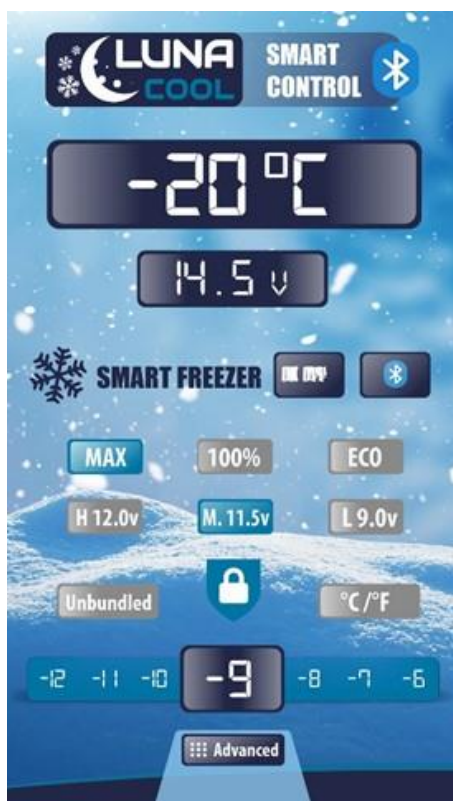 LUNA
COOL
SMART
CONTROL
-20°C
14.5 v
SMART FREEZER
MAX 100% ECO
H 12.0v M. 11.5v L 9.0v
Unbundled °C/°F
-12 -11 -10 -9 -8 -7 -6
Advanced